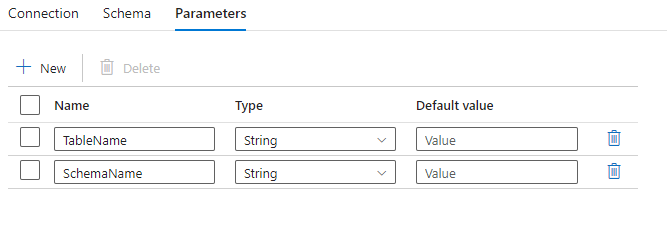 Connection Schema Parameters
New Delete
Name Type Default value
TableName String Value
SchemaName String Value